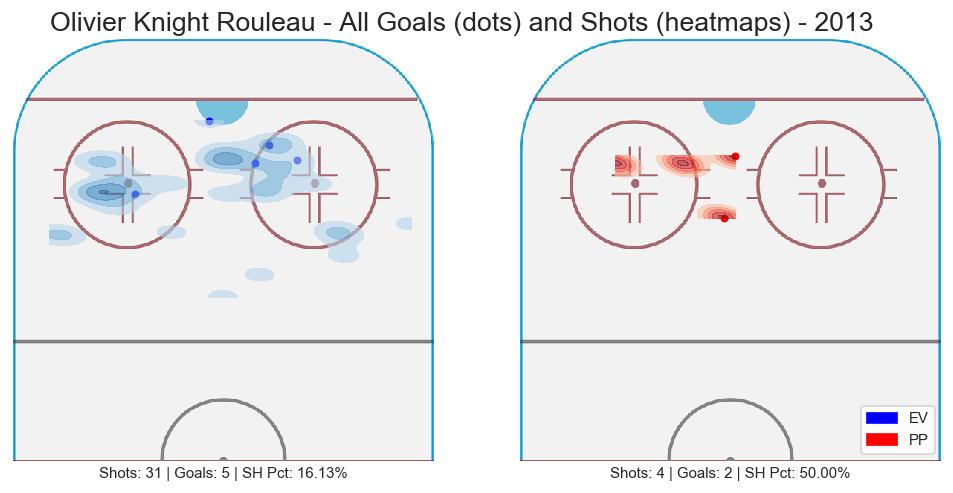 Olivier Knight Rouleau - All Goals (dots) and Shots (heatmaps) - 2013
EV
PP
Shots: 31 | Goals: 5 | SH Pct: 16.13%
Shots: 4 | Goals: 2 | SH Pct: 50.00%